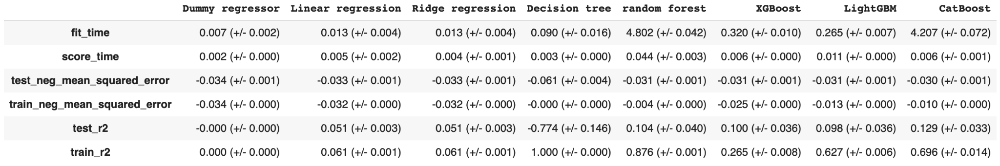 Dummy regressor Linear regression Ridge regression Decision tree random forest XGBoost LightGBM CatBoost
fit_time 0.007 (+/- 0.002) 0.013 (+/- 0.004) 0.013 (+/- 0.004) 0.090 (+/- 0.016) 4.802 (+/- 0.042) 0.320 (+/- 0.010) 0.265 (+/- 0.007) 4.207 (+/- 0.072)
score_time 0.002 (+/- 0.000) 0.005 (+/- 0.002) 0.004 (+/- 0.001) 0.003 (+/- 0.000) 0.044 (+/- 0.003) 0.006 (+/- 0.000) 0.011 (+/- 0.000) 0.006 (+/- 0.001)
test_neg_mean_squared_error -0.034 (+/- 0.001) -0.033 (+/- 0.001) -0.033 (+/- 0.001) -0.061 (+/- 0.004) -0.031 (+/- 0.001) -0.031 (+/- 0.001) -0.031 (+/- 0.001) -0.030 (+/- 0.001)
train_neg_mean_squared_error -0.034 (+/- 0.000) -0.032 (+/- 0.000) -0.032 (+/- 0.000) -0.000 (+/- 0.000) -0.004 (+/- 0.000) -0.025 (+/- 0.000) -0.013 (+/- 0.000) -0.010 (+/- 0.000)
test_r2 -0.000 (+/- 0.000) 0.051 (+/- 0.003) 0.051 (+/- 0.003) -0.774 (+/- 0.146) 0.104 (+/- 0.040) 0.100 (+/- 0.036) 0.098 (+/- 0.036) 0.129 (+/- 0.033)
train_r2 0.000 (+/- 0.000) 0.061 (+/- 0.001) 0.061 (+/- 0.001) 1.000 (+/- 0.000) 0.876 (+/- 0.001) 0.265 (+/- 0.008) 0.627 (+/- 0.006) 0.696 (+/- 0.014)